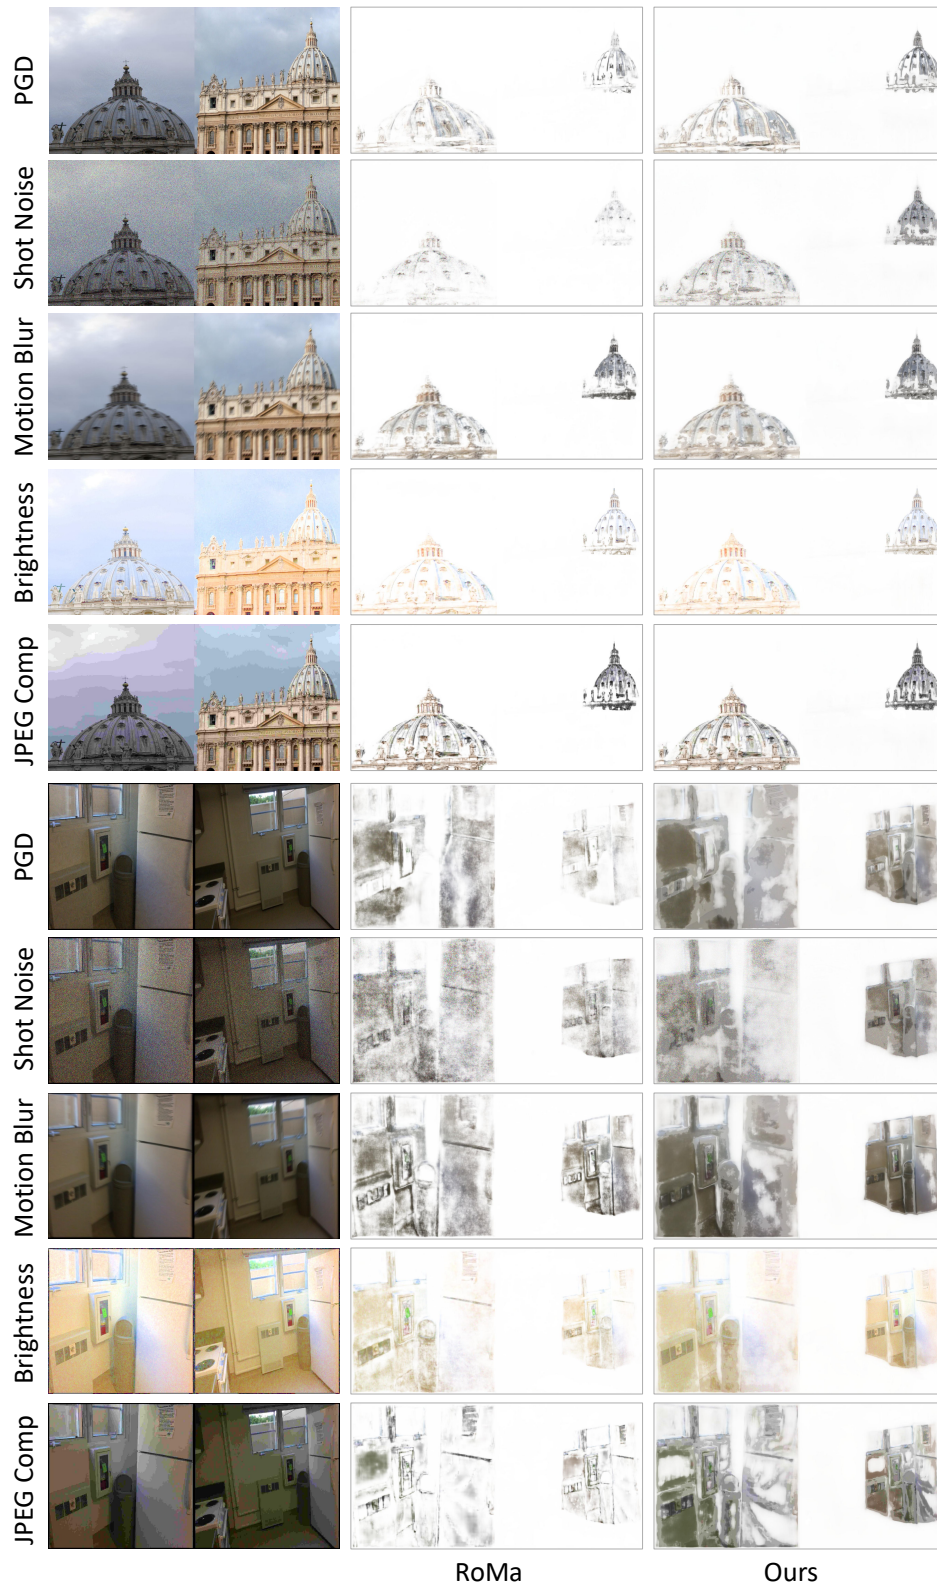 PGD
Shot Noise
Motion Blur
Brightness
JPEG Comp
PGD
Shot Noise
Motion Blur
Brightness
JPEG Comp
RoMa
Ours